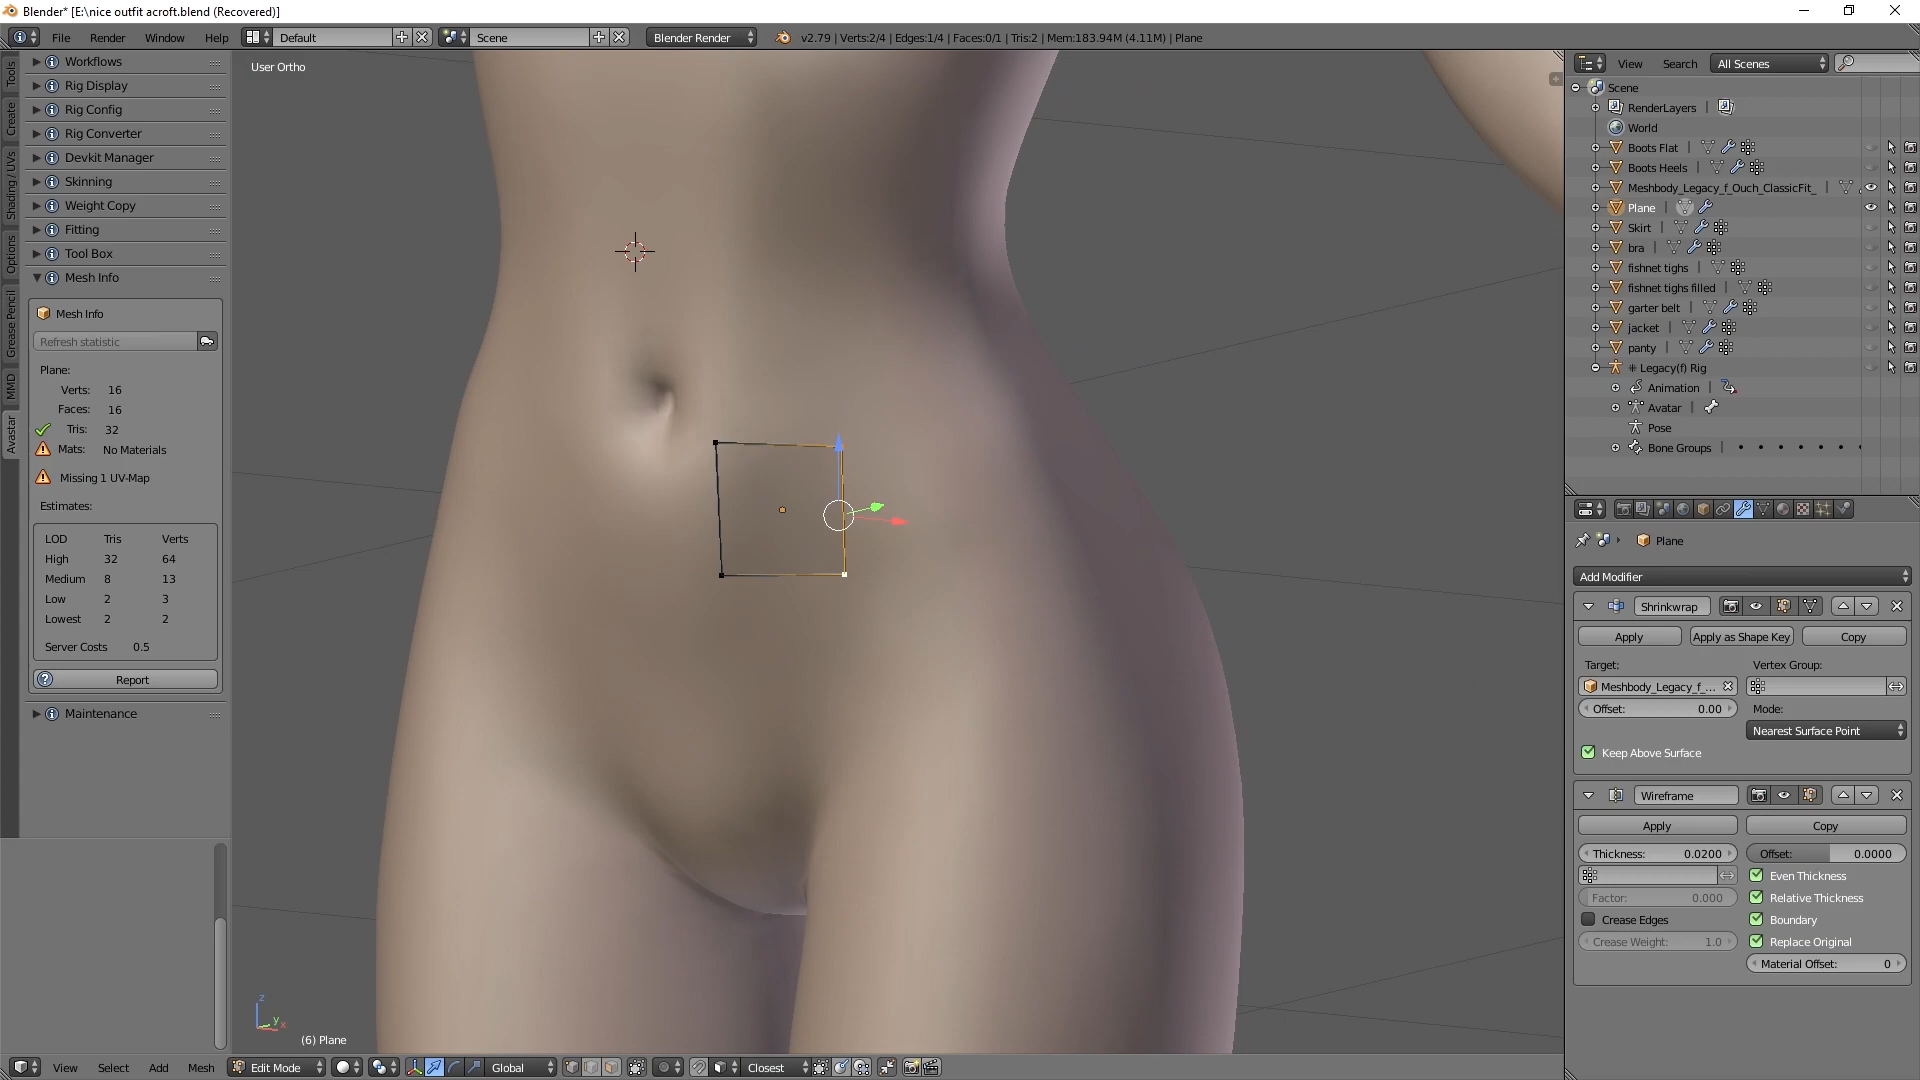 Blender* [E:\nice outfit acroft.blend (Recovered)]
File Render Window Help Default Scene Blender Render v2.79 | Verts:2/4 | Edges:1/4 | Faces:0/1 | Tris:2 | Mem:183.94M (4.11M) | Plane
Tools
Create
Shading / UVs
Options
Grease Pencil
MMD
Avastar
Workflows
Rig Display
Rig Config
Rig Converter
Devkit Manager
Skinning
Weight Copy
Fitting
Tool Box
Mesh Info
Mesh Info
Refresh statistic
Plane:
Verts: 16
Faces: 16
Tris: 32
Mats: No Materials
Missing 1 UV-Map
Estimates:
LOD Tris Verts
High 32 64
Medium 8 13
Low 2 3
Lowest 2 2
Server Costs 0.5
Report
Maintenance
User Ortho
z
y
x
(6) Plane
View Select Add Mesh Edit Mode Global Closest
View Search All Scenes
Scene
RenderLayers |
World
Boots Flat |
Boots Heels |
Meshbody_Legacy_f_Ouch_ClassicFit_ |
Plane |
Skirt |
bra |
fishnet tighs |
fishnet tighs filled |
garter belt |
jacket |
panty |
Legacy(f) Rig
Animation |
Avatar |
Pose
Bone Groups |
Plane
Add Modifier
Shrinkwrap
Apply Apply as Shape Key Copy
Target: Vertex Group:
Meshbody_Legacy_f_...
Offset: 0.00 Mode:
Nearest Surface Point
Keep Above Surface
Wireframe
Apply Copy
Thickness: 0.0200 Offset: 0.0000
Even Thickness
Factor: 0.000 Relative Thickness
Crease Edges Boundary
Crease Weight: 1.0 Replace Original
Material Offset: 0